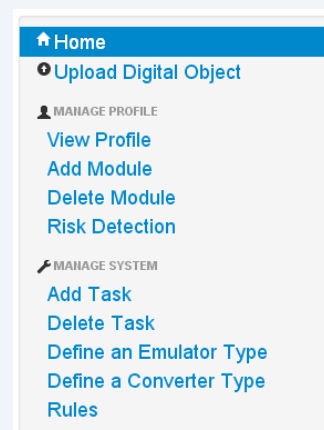 Home
Upload Digital Object
MANAGE PROFILE
View Profile
Add Module
Delete Module
Risk Detection
MANAGE SYSTEM
Add Task
Delete Task
Define an Emulator Type
Define a Converter Type
Rules